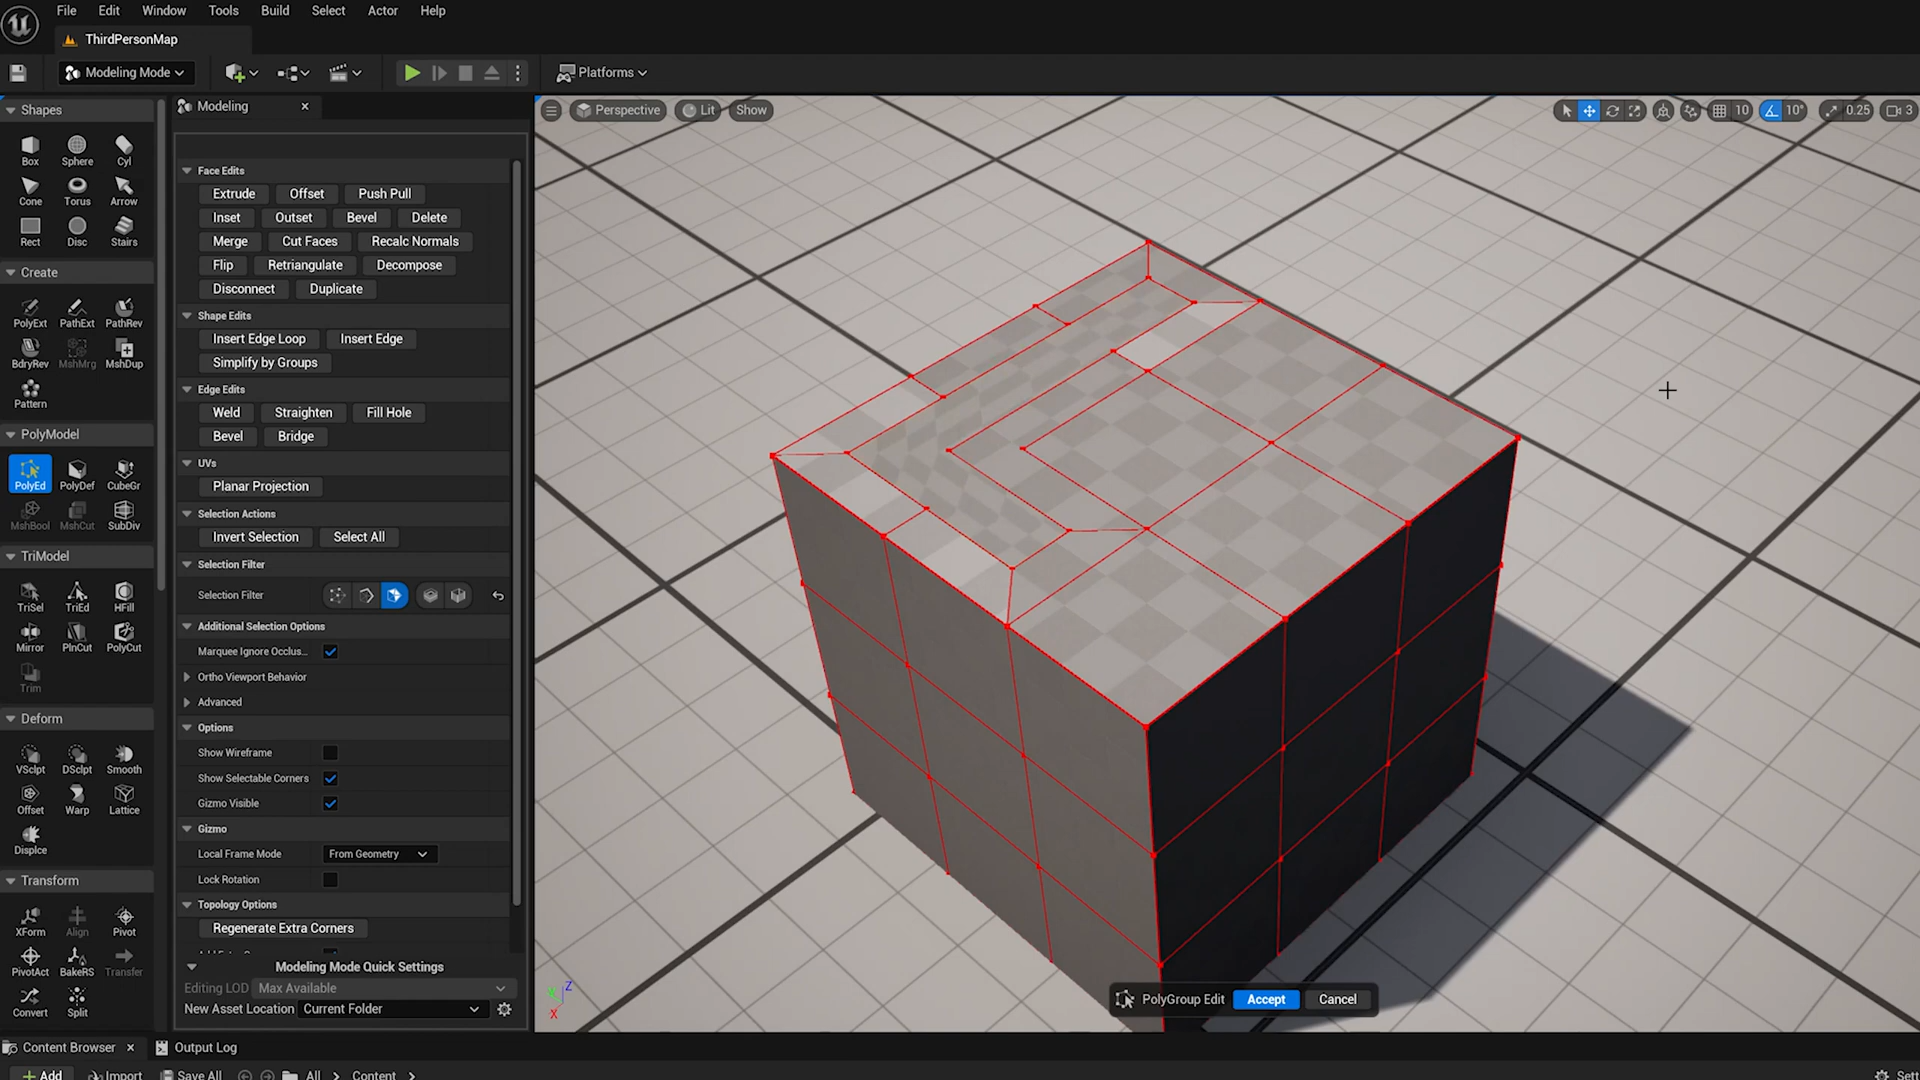 File Edit Window Tools Build Select Actor Help
ThirdPersonMap
Modeling Mode Platforms
Shapes
Box Sphere Cyl
Cone Torus Arrow
Rect Disc Stairs
Create
PolyExt PathExt PathRev
BdryRev MshMrg MshDup
Pattern
PolyModel
PolyEd PolyDef CubeGr
MshBool MshCut SubDiv
TriModel
TriSel TriEd HFill
Mirror PlnCut PolyCut
Trim
Deform
VSclpt DSclpt Smooth
Offset Warp Lattice
Displce
Transform
XForm Align Pivot
PivotAct BakeRS Transfer
Convert Split
Modeling
Face Edits
Extrude Offset Push Pull
Inset Outset Bevel Delete
Merge Cut Faces Recalc Normals
Flip Retriangulate Decompose
Disconnect Duplicate
Shape Edits
Insert Edge Loop Insert Edge
Simplify by Groups
Edge Edits
Weld Straighten Fill Hole
Bevel Bridge
UVs
Planar Projection
Selection Actions
Invert Selection Select All
Selection Filter
Selection Filter
Additional Selection Options
Marquee Ignore Occlus...
Ortho Viewport Behavior
Advanced
Options
Show Wireframe
Show Selectable Corners
Gizmo Visible
Gizmo
Local Frame Mode From Geometry
Lock Rotation
Topology Options
Regenerate Extra Corners
Modeling Mode Quick Settings
Editing LOD Max Available
New Asset Location Current Folder
Perspective Lit Show 10 10° 0.25 3
Z
Y
X
PolyGroup Edit Accept Cancel
Content Browser Output Log
Add Import Save All All Content Sett